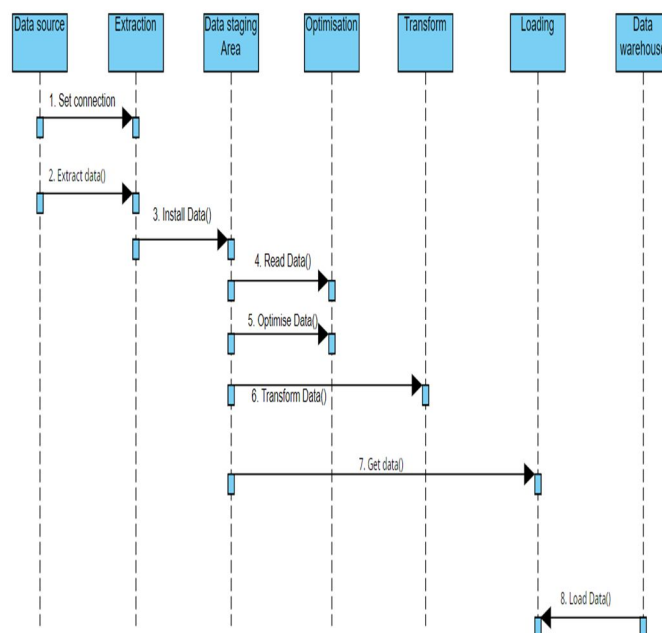 Data source
Extraction
Data staging
Area
Optimisation
Transform
Loading
Data
warehouse
1. Set connection
2. Extract data()
3. Install Data()
4. Read Data()
5. Optimise Data()
6. Transform Data()
7. Get data()
8. Load Data()